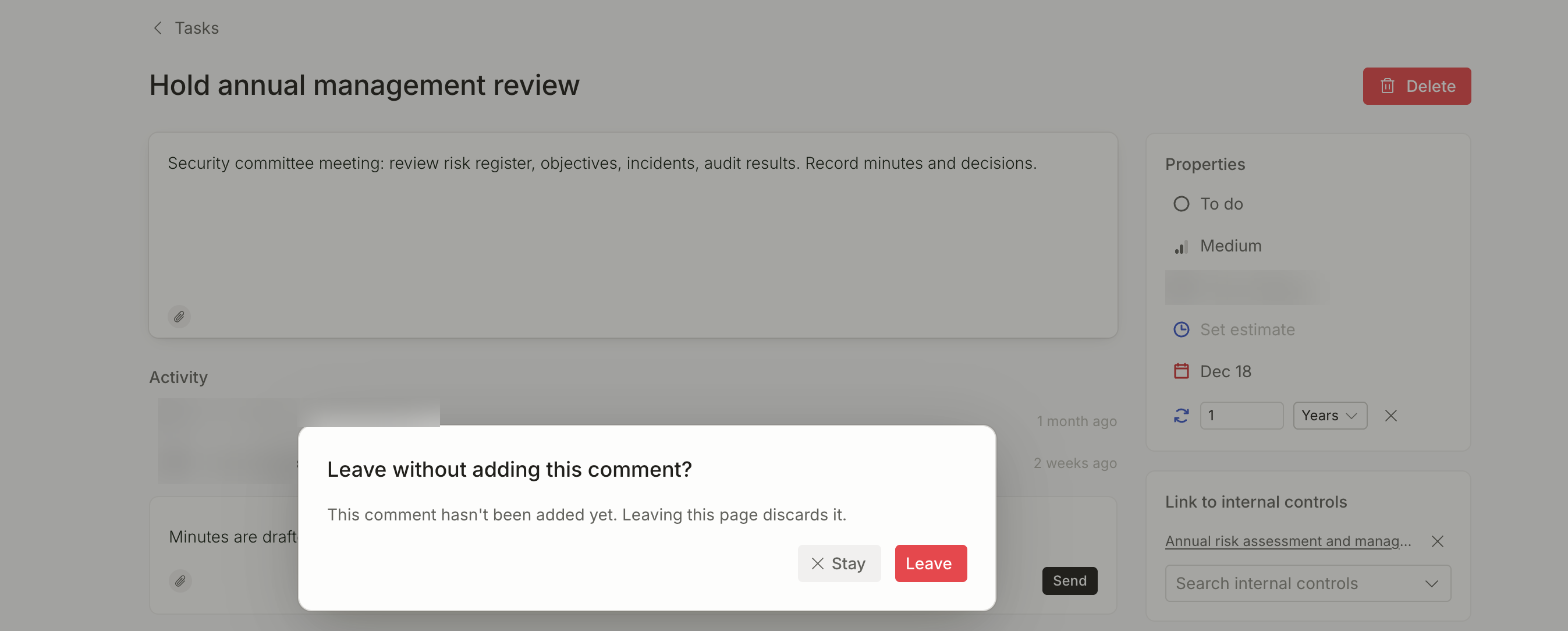 Tasks
Hold annual management review
Delete
Security committee meeting: review risk register, objectives, incidents, audit results. Record minutes and decisions.
Properties
To do
Medium
Set estimate
Dec 18
1 Years
Activity
1 month ago
2 weeks ago
Leave without adding this comment?
This comment hasn't been added yet. Leaving this page discards it.
Stay Leave
Minutes are draft
Send
Link to internal controls
Annual risk assessment and manag...
Search internal controls